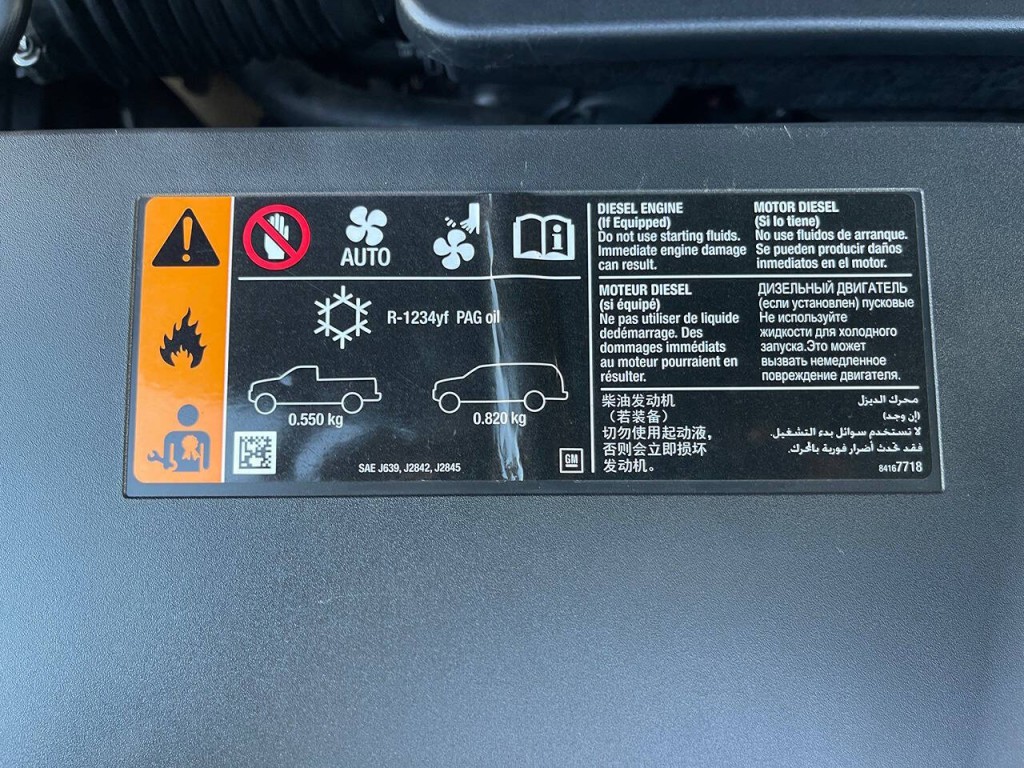 AUTO
R-1234yf PAG oil
0.550 kg
0.820 kg
SAE J639, J2842, J2845
GM
DIESEL ENGINE
(If Equipped)
Do not use starting fluids.
Immediate engine damage
can result.
MOTOR DIESEL
(Si lo tiene)
No use fluidos de arranque.
Se pueden producir daños
inmediatos en el motor.
MOTEUR DIESEL
(si équipé)
Ne pas utiliser de liquide
dedémarrage. Des
dommages immédiats
au moteur pourraient en
résulter.
ДИЗЕЛЬНЫЙ ДВИГАТЕЛЬ
(если установлен) пусковые
Не используйте
жидкости для холодного
запуска.Это может
вызвать немедленное
повреждение двигателя.
柴油发动机
（若装备）
切勿使用起动液，
否则会立即损坏
发动机。
محرك الديزل
(إن وجد)
لا تستخدم سوائل بدء التشغيل.
فقد تحدث أضرار فورية بالمحرك.
84167718